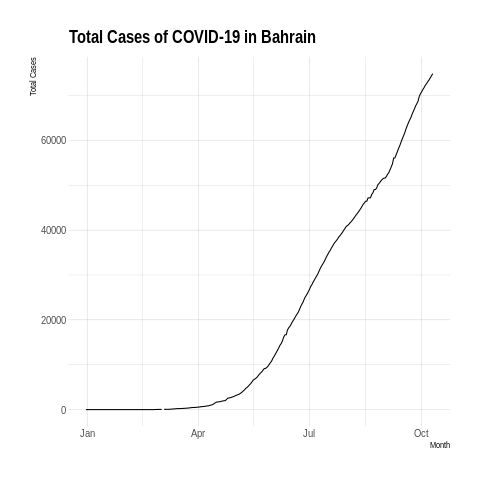 Total Cases of COVID-19 in Bahrain
Total Cases
60000
40000
20000
0
Jan Apr Jul Oct
Month